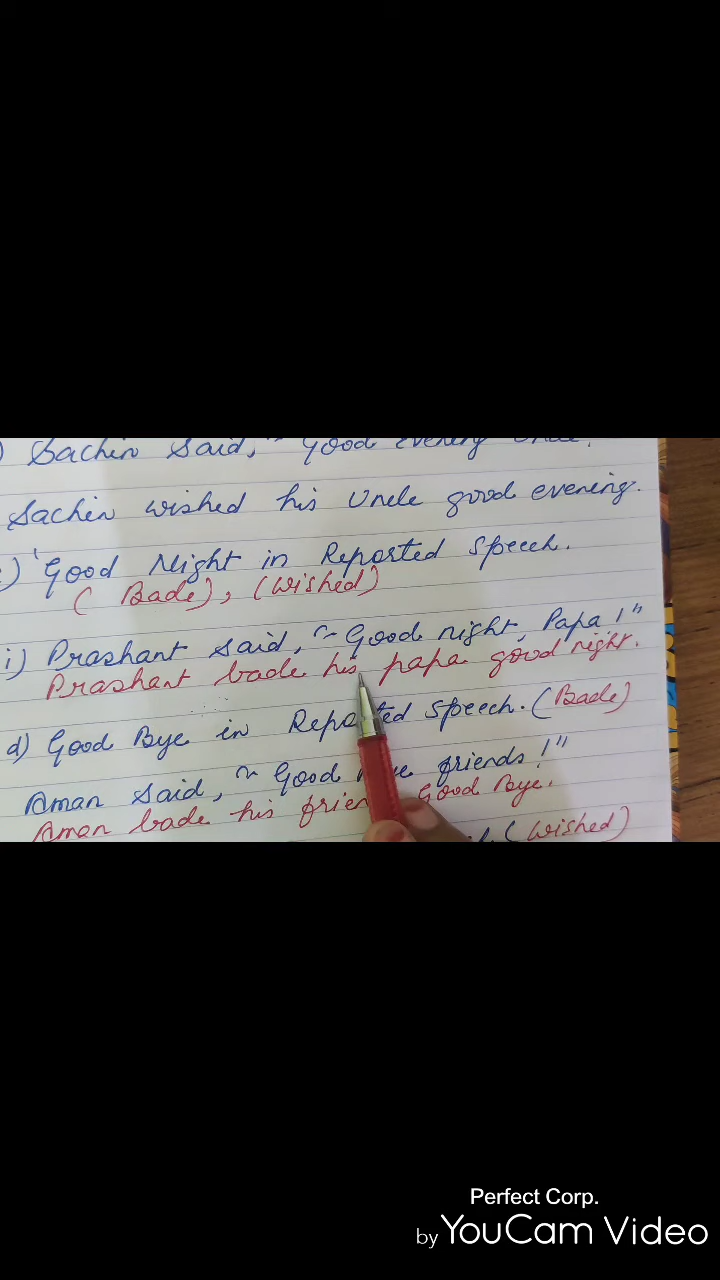 ) Sachin Said, " Good evening Uncle.
Sachin wished his Uncle good evening.
c) 'Good Night in Reported Speech.
( Bade), (Wished)
i) Prashant said, " Good night, Papa !"
Prashant bade his papa good night.
d) Good Bye in Reported Speech. (Bade)
Aman said, " Good Bye friends !"
Aman bade his Good Bye.
(Wished)
Perfect Corp.
by YouCam Video